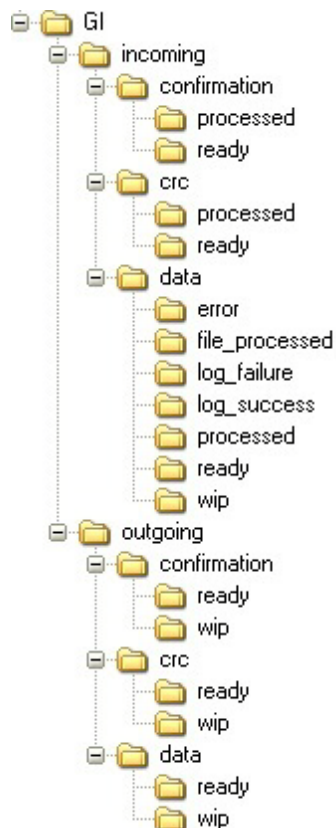 GI
incoming
confirmation
processed
ready
crc
processed
ready
data
error
file_processed
log_failure
log_success
processed
ready
wip
outgoing
confirmation
ready
wip
crc
ready
wip
data
ready
wip